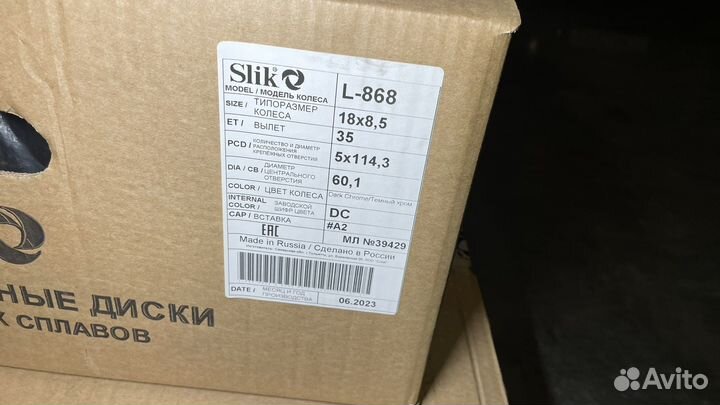 Slik®
MODEL / МОДЕЛЬ КОЛЕСА L-868
SIZE / ТИПОРАЗМЕР КОЛЕСА 18x8,5
ET / ВЫЛЕТ 35
PCD / КОЛИЧЕСТВО И ДИАМЕТР РАСПОЛОЖЕНИЯ КРЕПЁЖНЫХ ОТВЕРСТИЯ 5x114,3
DIA / CB / ДИАМЕТР ЦЕНТРАЛЬНОГО ОТВЕРСТИЯ 60,1
COLOR / ЦВЕТ КОЛЕСА Dark Chrome/Темный хром
INTERNAL COLOR / ЗАВОДСКОЙ ШИФР ЦВЕТА DC
CAP / ВСТАВКА #A2
EAC МЛ №39429
Made in Russia / Сделано в России
DATE / МЕСЯЦ И ГОД ПРОИЗВОДСТВА 06.2023
НЫЕ ДИСКИ
Х СПЛАВОВ
Avito